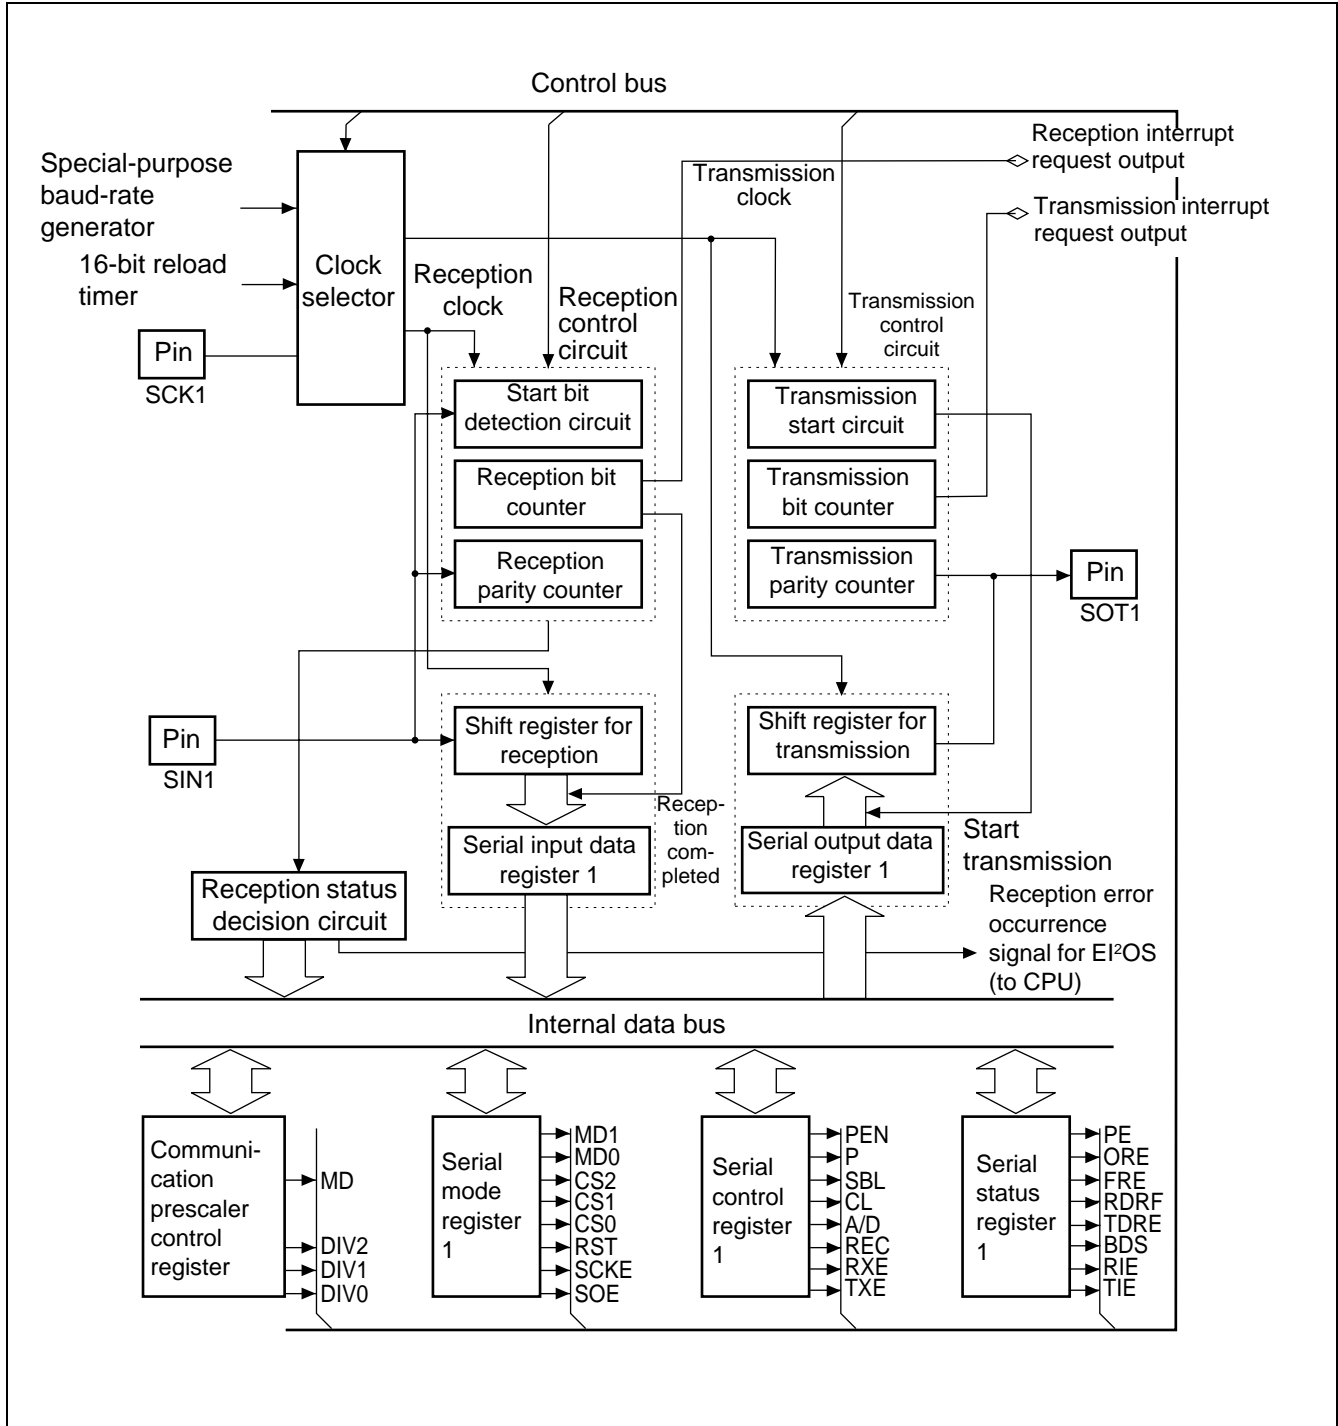 Control bus
Special-purpose
baud-rate
generator
16-bit reload
timer
Pin
SCK1
Clock
selector
Reception
clock
Reception
control
circuit
Transmission
clock
Transmission
control
circuit
Reception interrupt
request output
Transmission interrupt
request output
Start bit
detection circuit
Reception bit
counter
Reception
parity counter
Transmission
start circuit
Transmission
bit counter
Transmission
parity counter
Pin
SOT1
Pin
SIN1
Shift register for
reception
Serial input data
register 1
Recep-
tion
com-
pleted
Shift register for
transmission
Serial output data
register 1
Start
transmission
Reception status
decision circuit
Reception error
occurrence
signal for EI²OS
(to CPU)
Internal data bus
Communi-
cation
prescaler
control
register
MD
DIV2
DIV1
DIV0
Serial
mode
register
1
MD1
MD0
CS2
CS1
CS0
RST
SCKE
SOE
Serial
control
register
1
PEN
P
SBL
CL
A/D
REC
RXE
TXE
Serial
status
register
1
PE
ORE
FRE
RDRF
TDRE
BDS
RIE
TIE